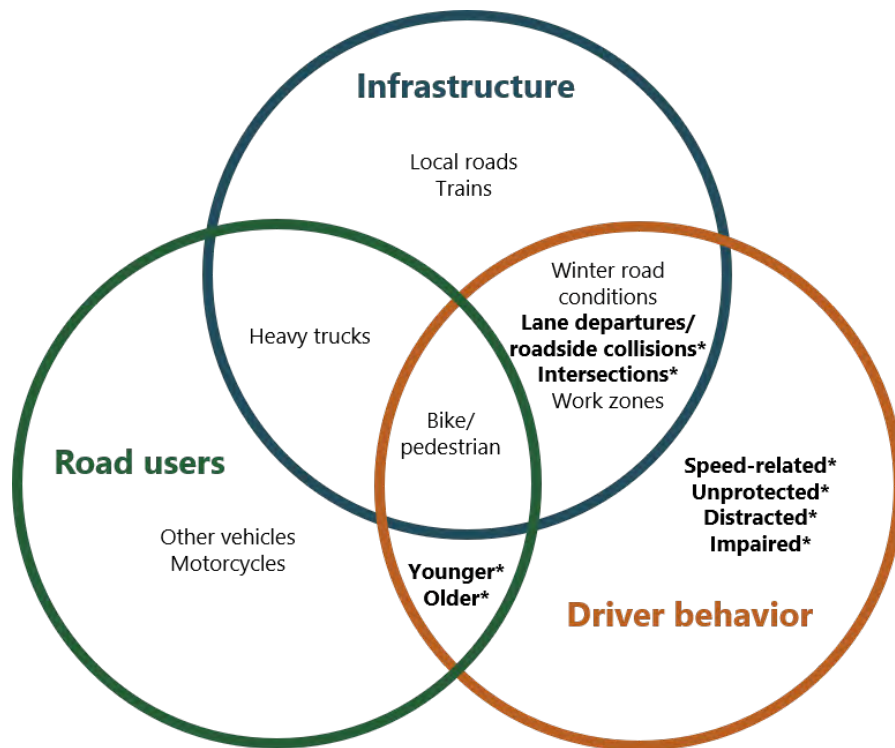 Infrastructure
Local roads
Trains
Winter road
conditions
Lane departures/
roadside collisions*
Intersections*
Work zones
Heavy trucks
Bike/
pedestrian
Road users
Other vehicles
Motorcycles
Speed-related*
Unprotected*
Distracted*
Impaired*
Younger*
Older*
Driver behavior